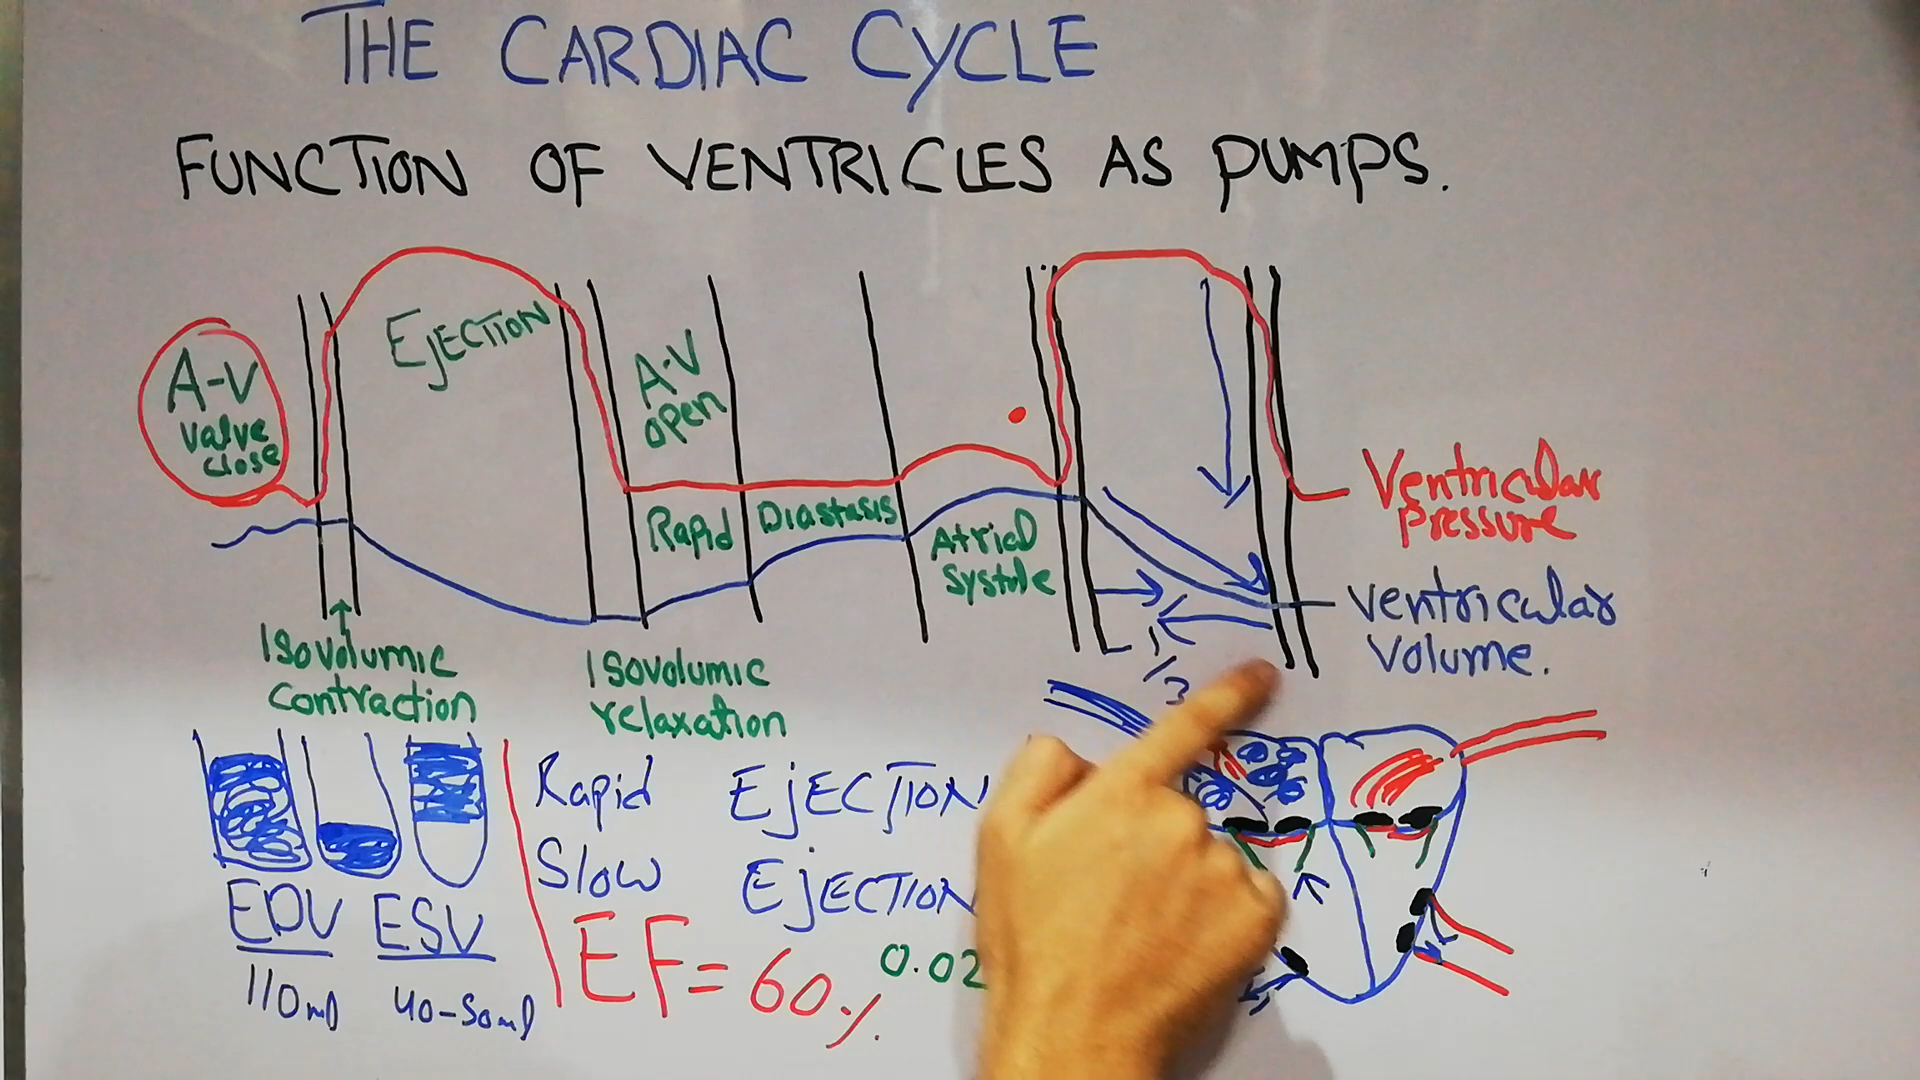 THE CARDIAC CYCLE
FUNCTION OF VENTRICLES AS PUMPS.
EJECTION
A-V
valve
close
A-V
open
Rapid
Diastasis
Atrial
Systole
Ventricular
pressure
ventricular
volume.
1/3
Isovolumic
contraction
Isovolumic
relaxation
Rapid EJECTION
Slow EJECTION
EDV ESV
110ml 40-50ml
EF = 60%
0.02